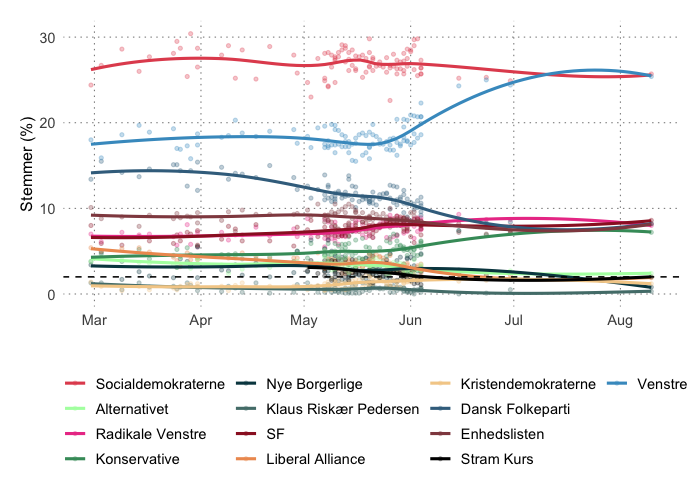 30
20
10
0
Stemmer (%)
Mar Apr May Jun Jul Aug
Socialdemokraterne Nye Borgerlige Kristendemokraterne Venstre
Alternativet Klaus Riskær Pedersen Dansk Folkeparti
Radikale Venstre SF Enhedslisten
Konservative Liberal Alliance Stram Kurs